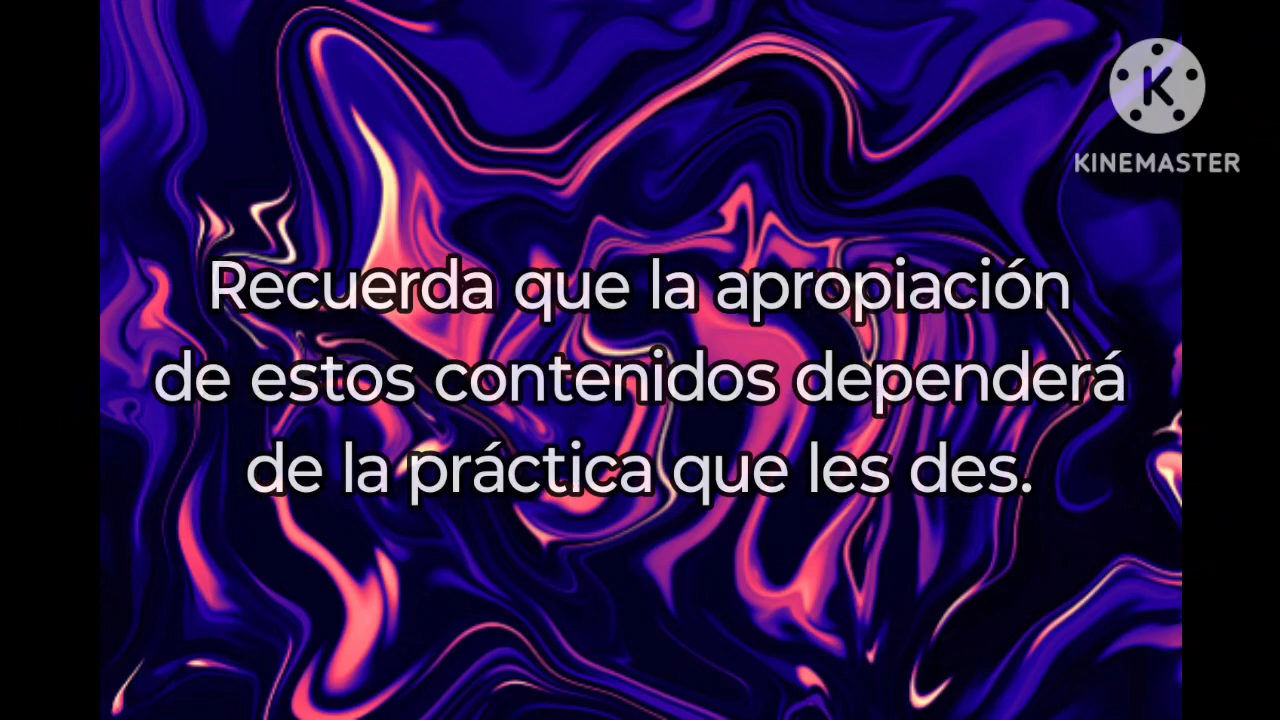 KINEMASTER
Recuerda que la apropiación
de estos contenidos dependerá
de la práctica que les des.